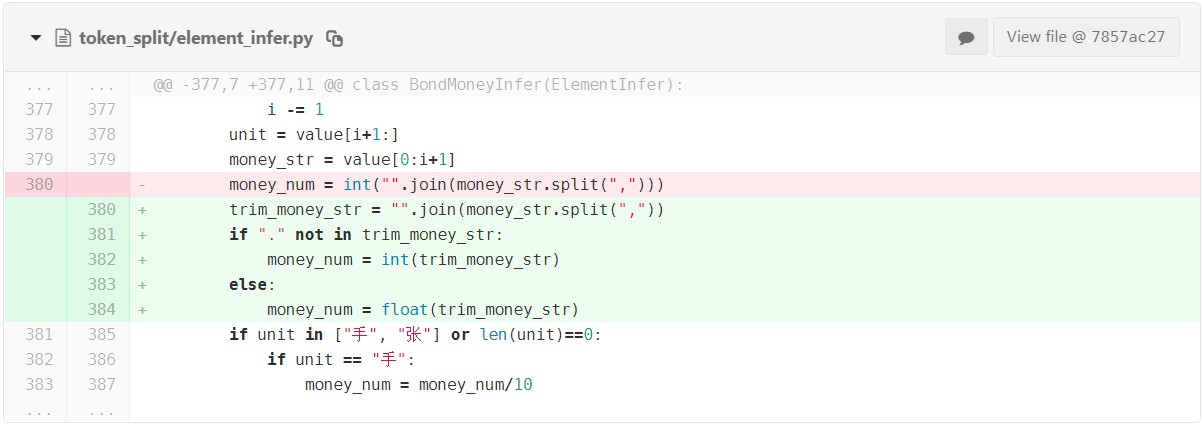 token_split/element_infer.py View file @ 7857ac27
... ... @@ -377,7 +377,11 @@ class BondMoneyInfer(ElementInfer):
377 377 i -= 1
378 378 unit = value[i+1:]
379 379 money_str = value[0:i+1]
380 - money_num = int("".join(money_str.split(",")))
380 + trim_money_str = "".join(money_str.split(","))
381 + if "." not in trim_money_str:
382 + money_num = int(trim_money_str)
383 + else:
384 + money_num = float(trim_money_str)
381 385 if unit in ["手", "张"] or len(unit)==0:
382 386 if unit == "手":
383 387 money_num = money_num/10
... ...